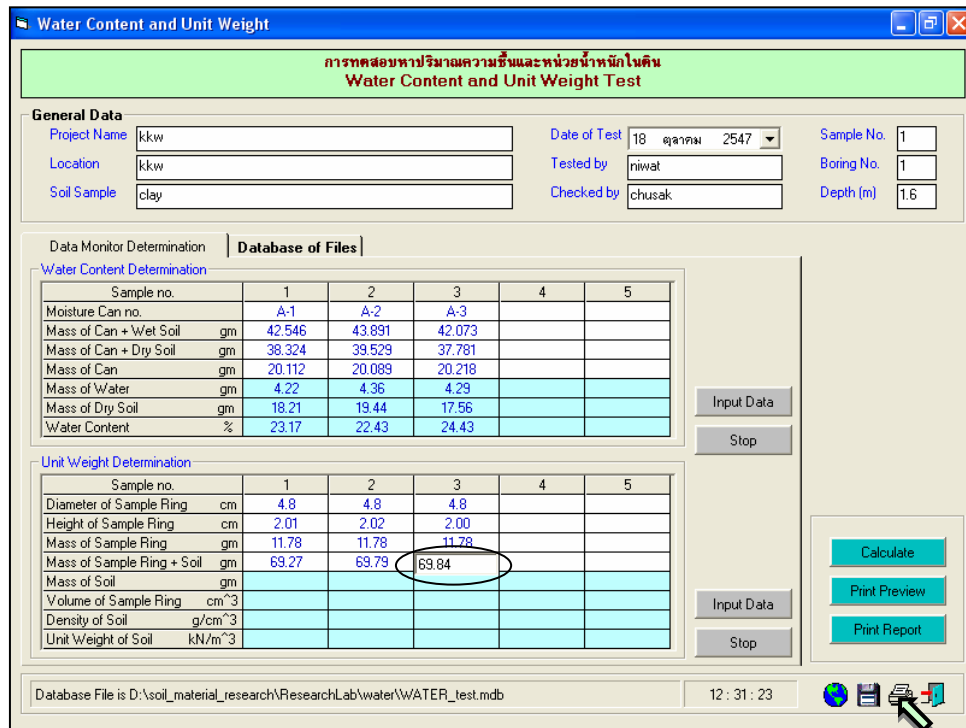 Water Content and Unit Weight
การทดสอบหาปริมาณความชื้นและหน่วยน้ำหนักในดิน
Water Content and Unit Weight Test
General Data
Project Name kkw Date of Test 18 ตุลาคม 2547 Sample No. 1
Location kkw Tested by niwat Boring No. 1
Soil Sample clay Checked by chusak Depth (m) 1.6
Data Monitor Determination Database of Files
Water Content Determination
Sample no. 1 2 3 4 5
Moisture Can no. A-1 A-2 A-3
Mass of Can + Wet Soil gm 42.546 43.891 42.073
Mass of Can + Dry Soil gm 38.324 39.529 37.781
Mass of Can gm 20.112 20.089 20.218
Mass of Water gm 4.22 4.36 4.29
Mass of Dry Soil gm 18.21 19.44 17.56
Water Content % 23.17 22.43 24.43
Input Data
Stop
Unit Weight Determination
Sample no. 1 2 3 4 5
Diameter of Sample Ring cm 4.8 4.8 4.8
Height of Sample Ring cm 2.01 2.02 2.00
Mass of Sample Ring gm 11.78 11.78 11.78
Mass of Sample Ring + Soil gm 69.27 69.79 69.84
Mass of Soil gm
Volume of Sample Ring cm^3
Density of Soil g/cm^3
Unit Weight of Soil kN/m^3
Input Data
Stop
Calculate
Print Preview
Print Report
Database File is D:\soil_material_research\ResearchLab\water\WATER_test.mdb 12 : 31 : 23